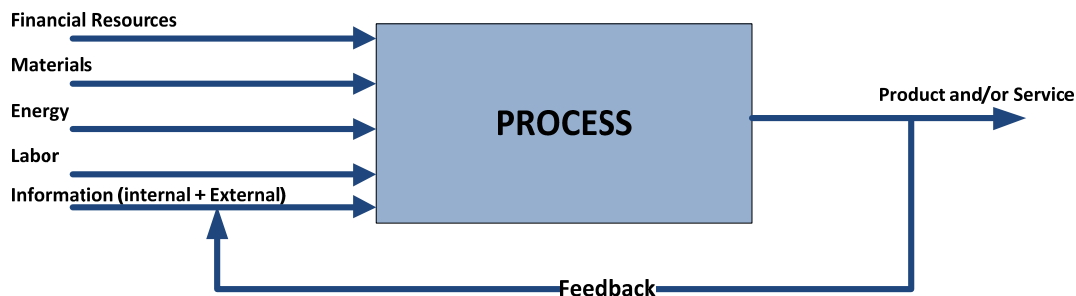 Financial Resources
Materials
Energy
Labor
Information (internal + External)
PROCESS
Product and/or Service
Feedback